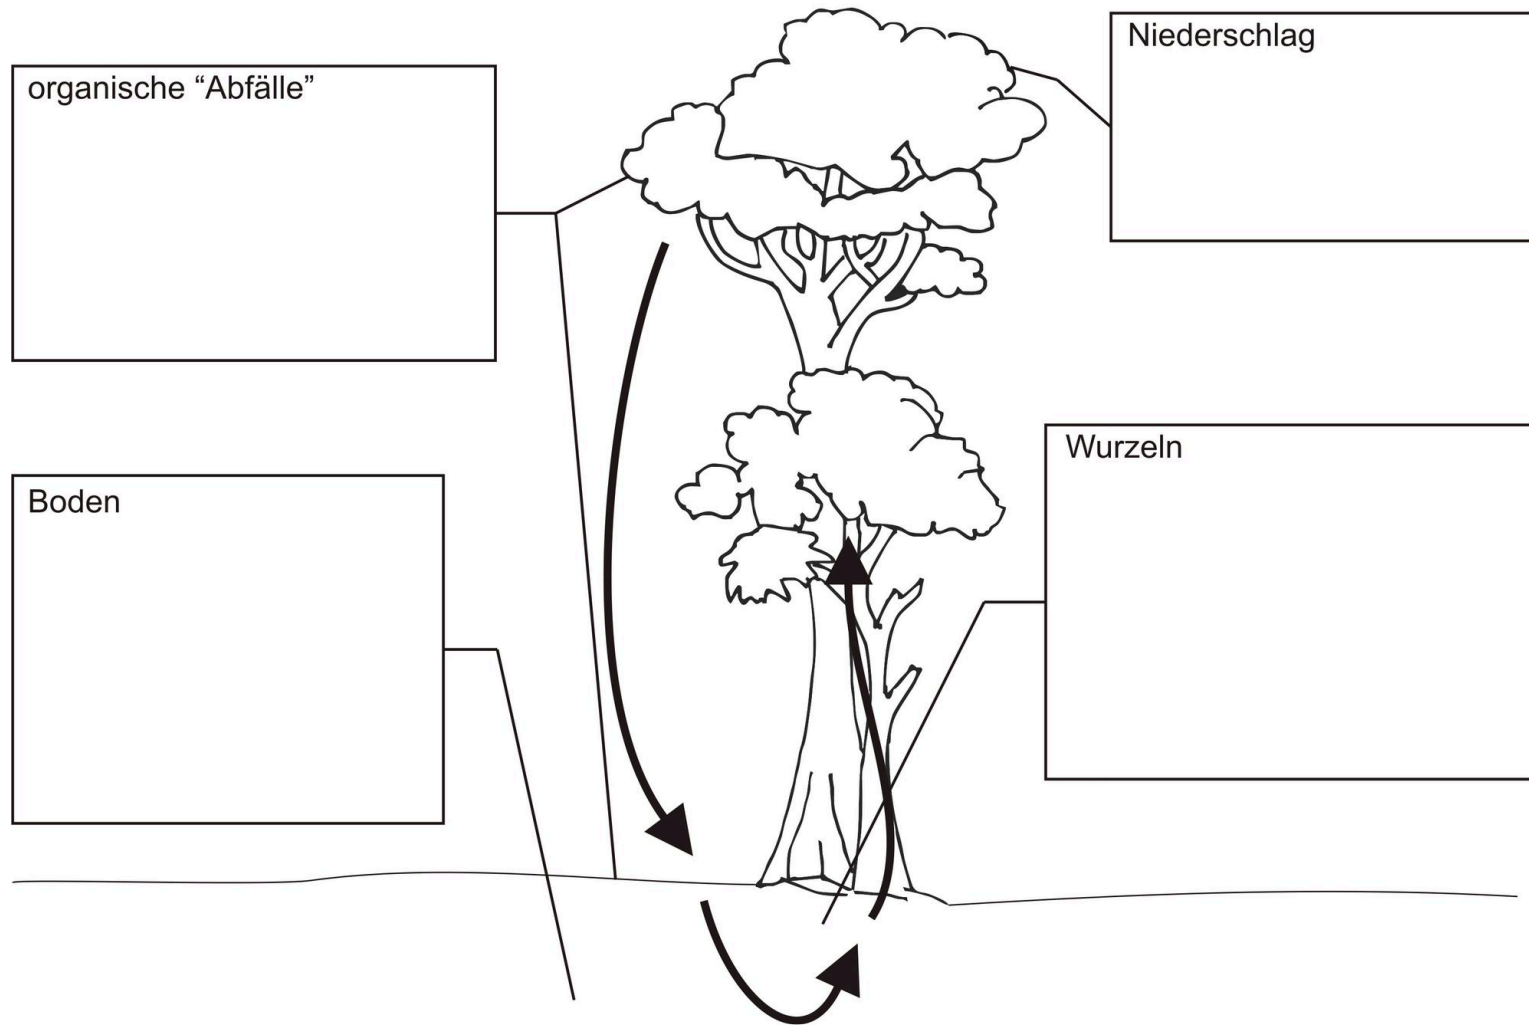 organische “Abfälle”
Niederschlag
Boden
Wurzeln